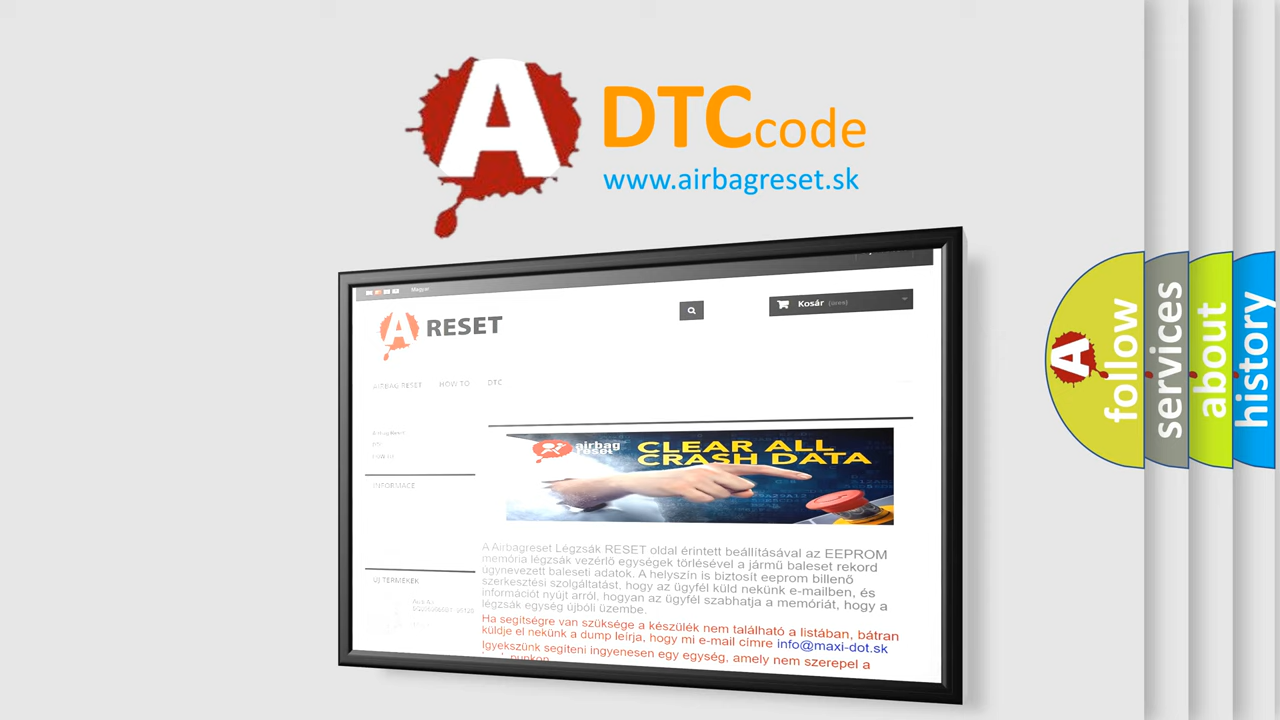 A
DTCcode
www.airbagreset.sk
Magyar
Kosár (üres)
A RESET
AIRBAG RESET HOW TO DTC
INFORMACE
ÚJ TERMÉKEK
airbag
reset
CLEAR ALL
CRASH DATA
A Airbagreset Légzsák RESET oldal érintett beállításával az EEPROM
memória légzsák vezérlő egységek törlésével a jármű baleset rekord
úgynevezett baleseti adatok. A helyszín is biztosít eeprom billenő
szerkesztési szolgáltatást, hogy az ügyfél küld nekünk e-mailben, és
információt nyújt arról, hogyan az ügyfél szabhatja a memóriát, hogy a
légzsák egység újbóli üzembe.
Ha segítségre van szüksége a készülék nem található a listában, bátran
küldje el nekünk a dump leírja, hogy mi e-mail címre info@maxi-dot.sk
Igyekszünk segíteni ingyenesen egy egység, amely nem szerepel a
A
follow
services
about
history